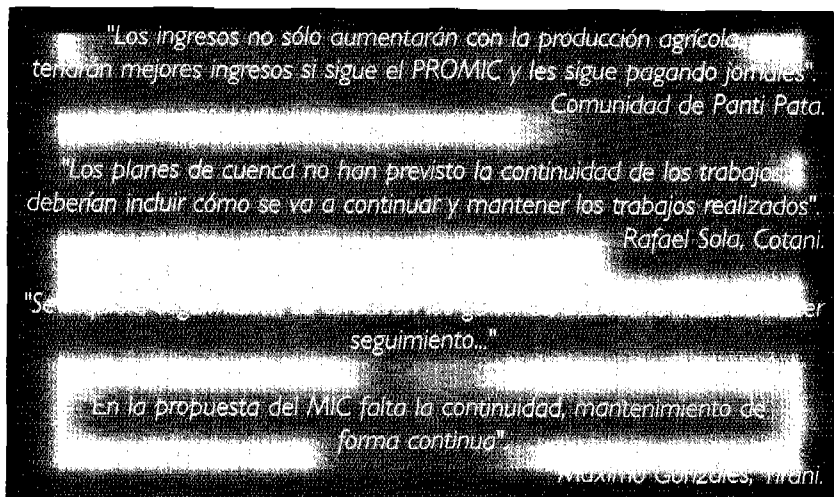 "Los ingresos no sólo aumentarán con la producción agrícola,
tendrán mejores ingresos si sigue el PROMIC y les sigue pagando jornales".
Comunidad de Panti Pata.
"Los planes de cuenca no han previsto la continuidad de los trabajos,
deberían incluir cómo se va a continuar y mantener los trabajos realizados".
Rafael Sola, Cotani.
seguimiento..."
"En la propuesta del MIC falta la continuidad, mantenimiento de
forma continua"
Máximo Gonzáles, Tirani.